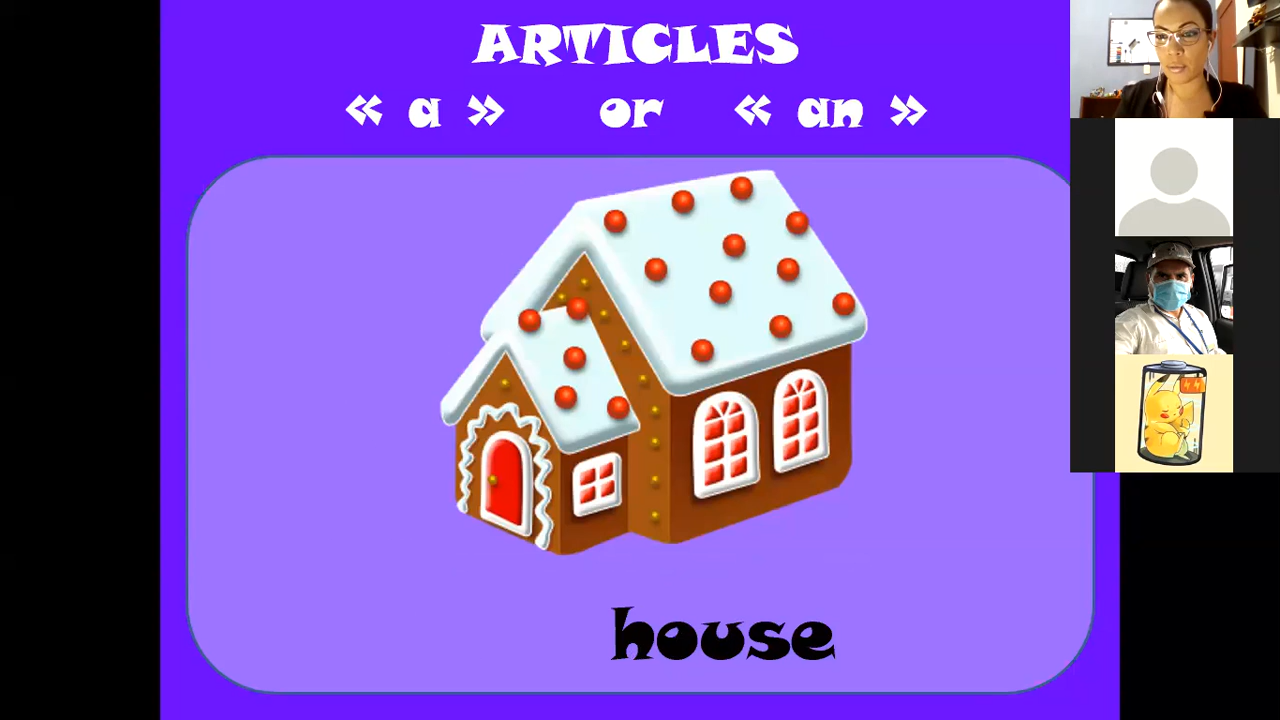 ARTICLES
« a » or « an »
house